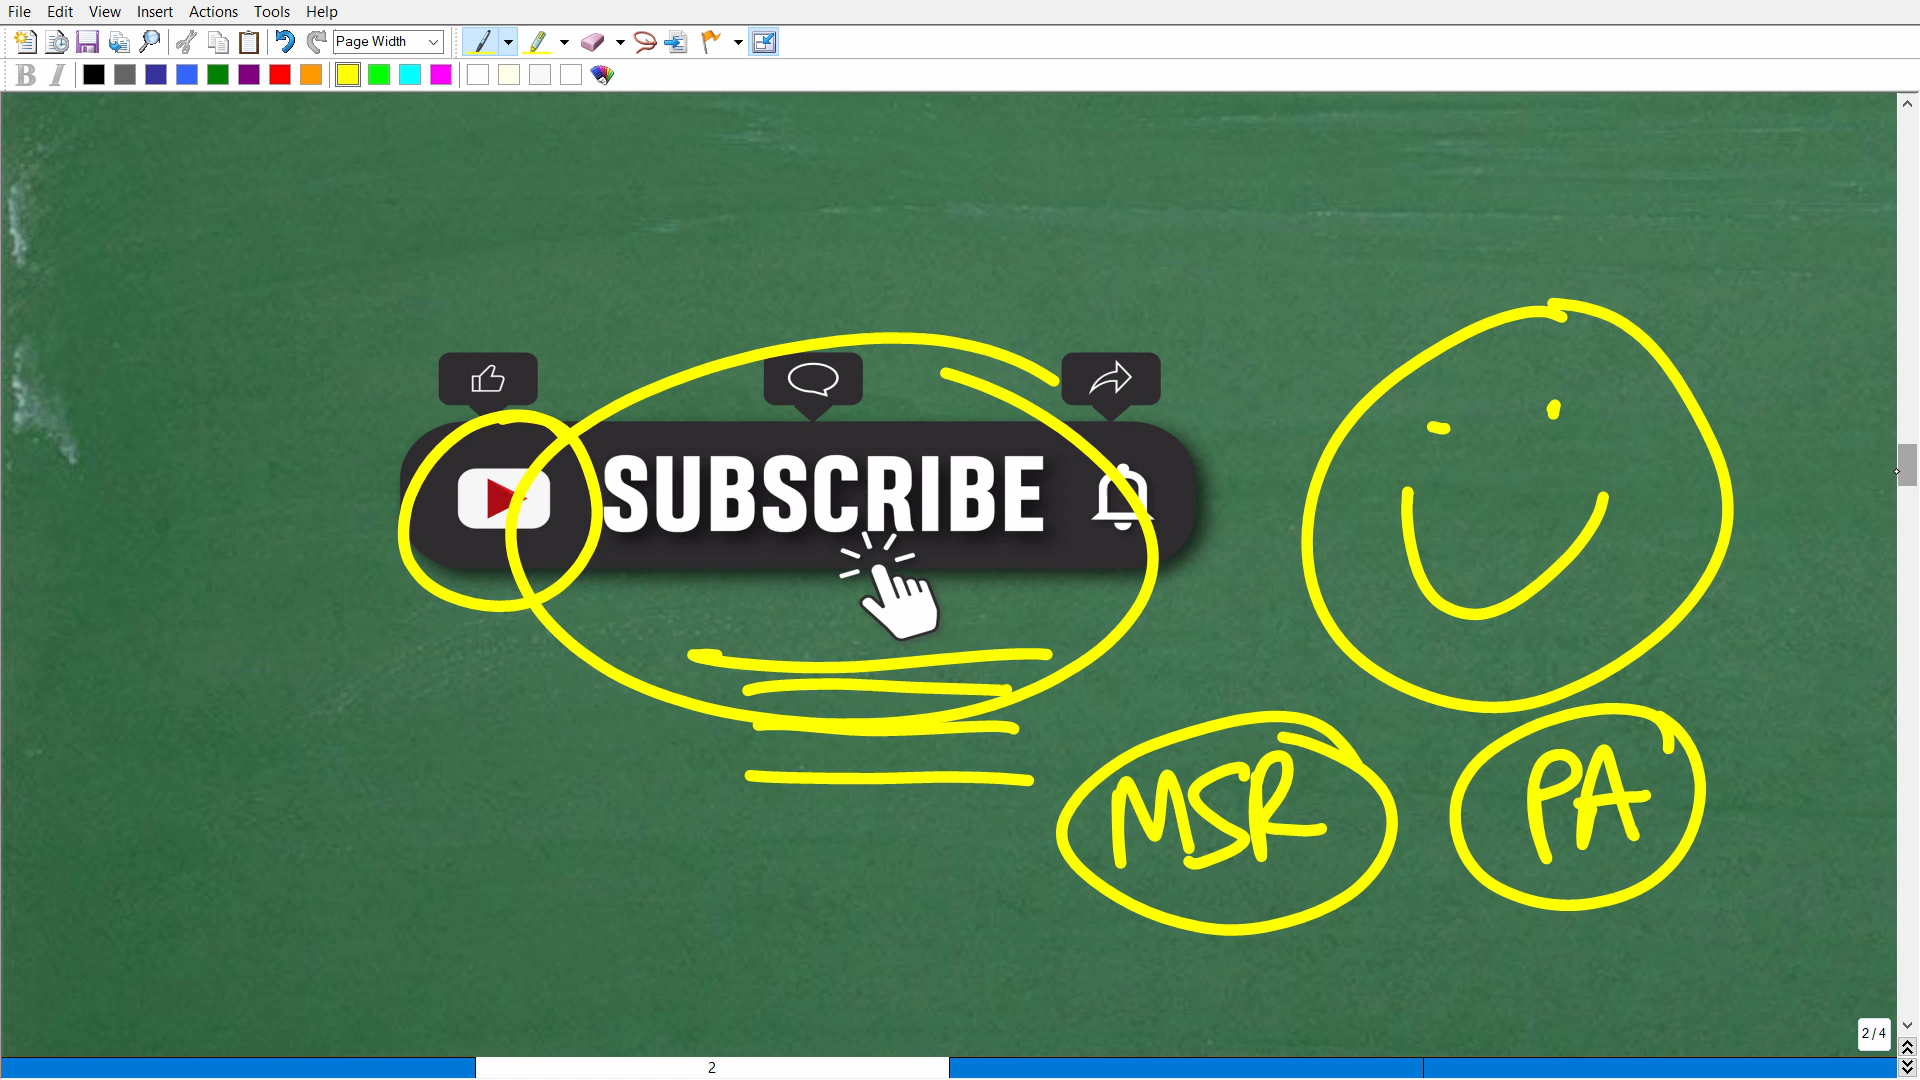 File Edit View Insert Actions Tools Help
Page Width
B I
SUBSCRIBE
MSR
PA
2 / 4
2